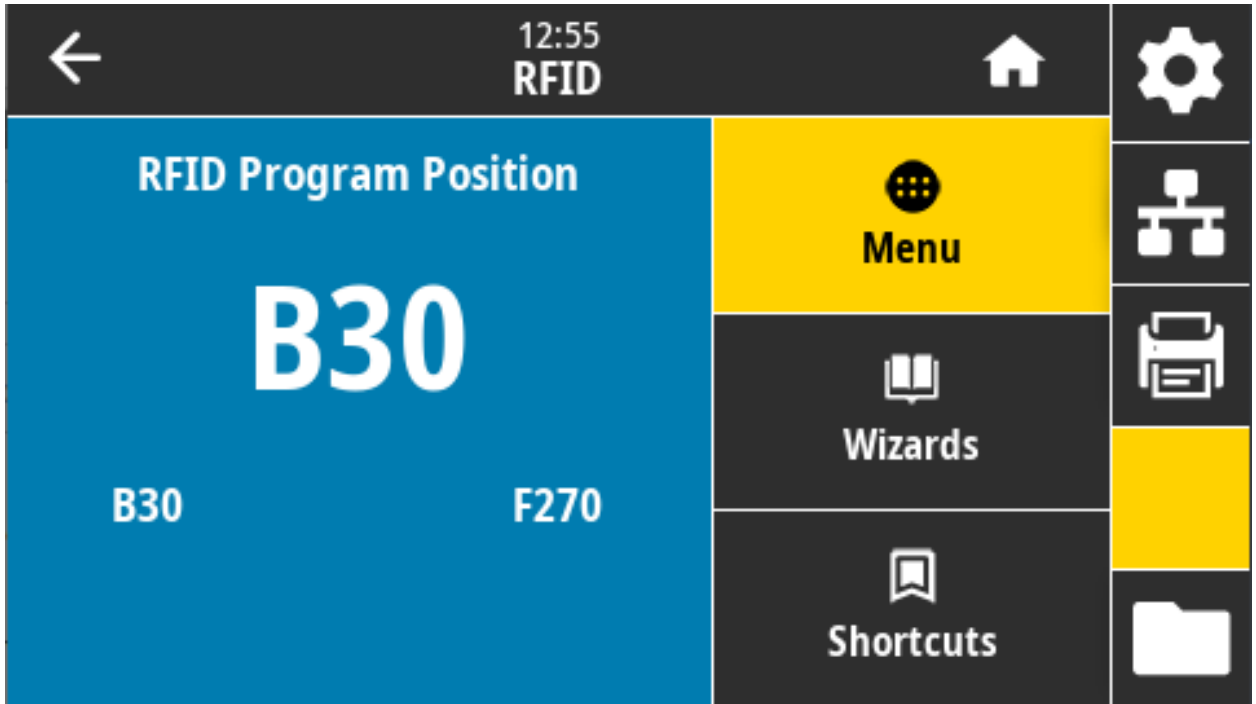 12:55
RFID
RFID Program Position
B30
B30
F270
Menu
Wizards
Shortcuts